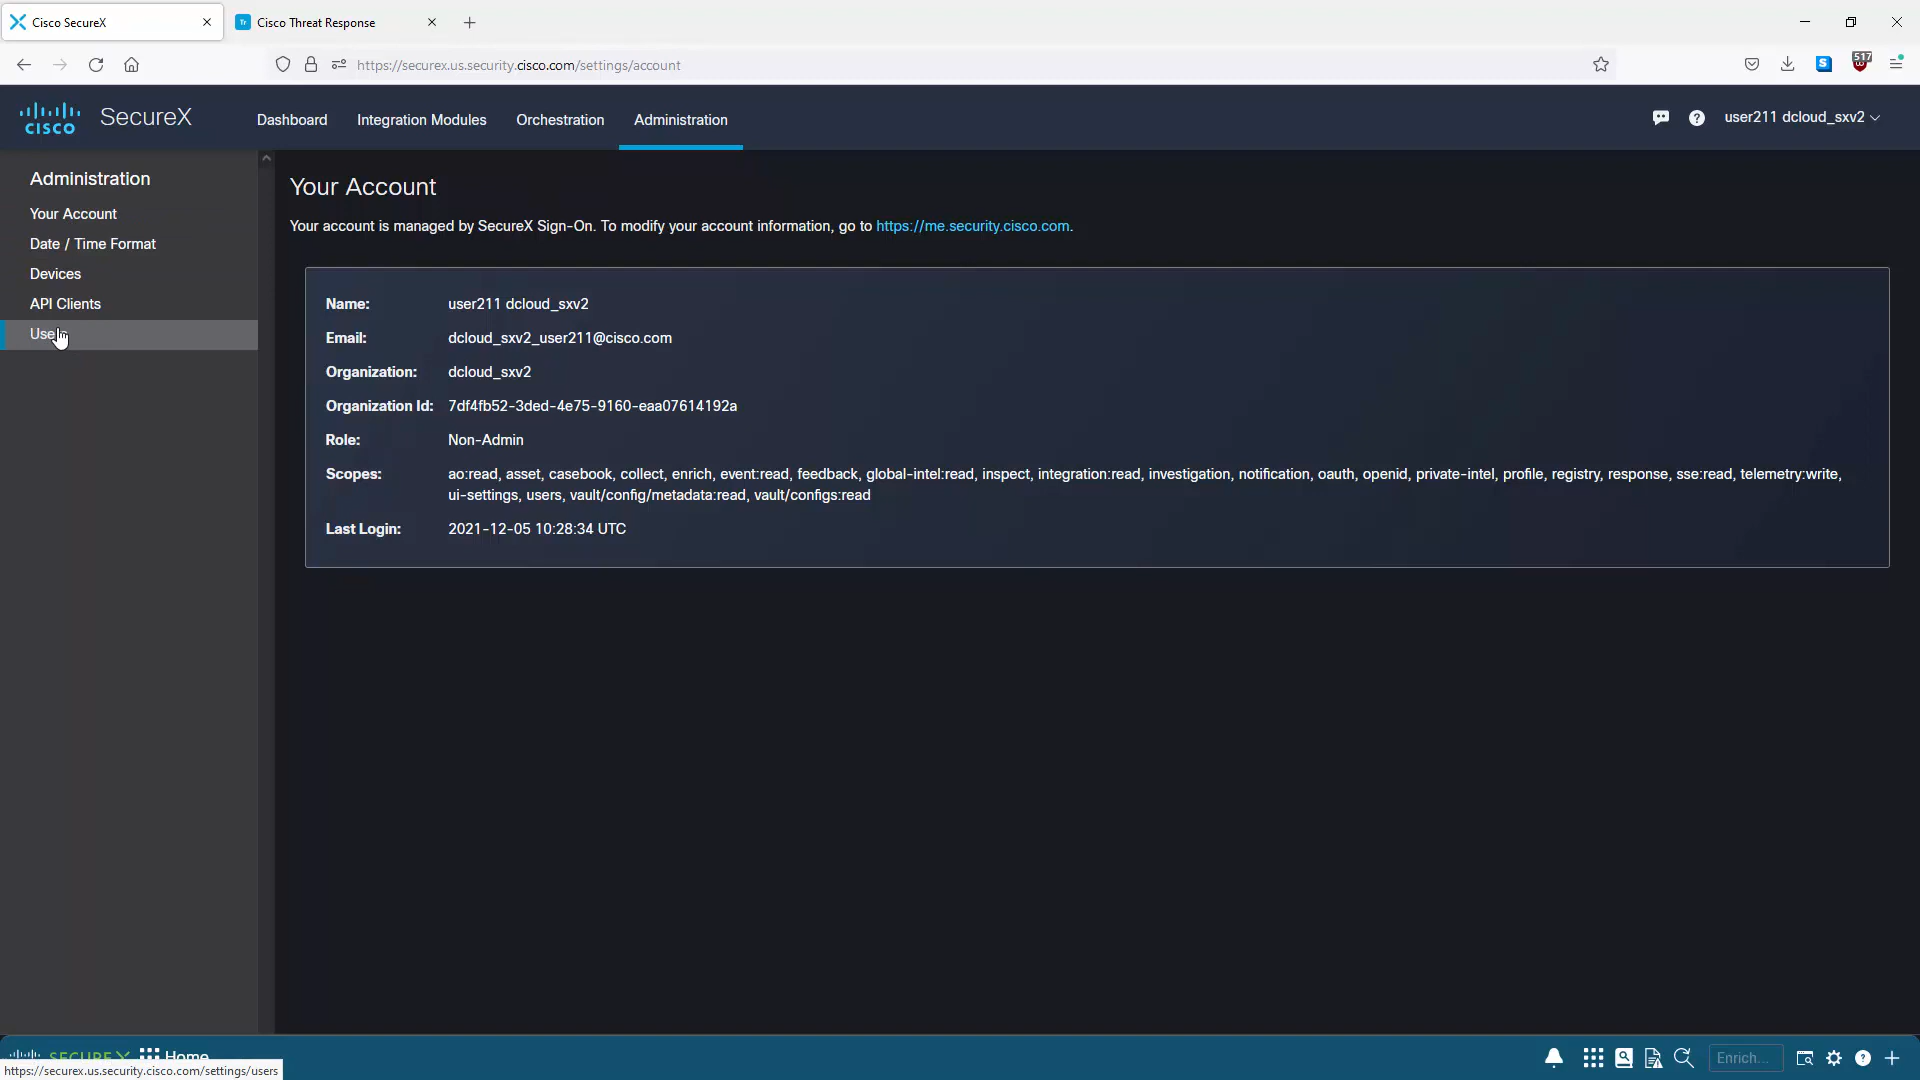 Cisco SecureX
Cisco Threat Response
https://securex.us.security.cisco.com/settings/account
517
CISCO SecureX
Dashboard
Integration Modules
Orchestration
Administration
user211 dcloud_sxv2
Administration
Your Account
Date / Time Format
Devices
API Clients
Your Account
Your account is managed by SecureX Sign-On. To modify your account information, go to https://me.security.cisco.com.
Name: user211 dcloud_sxv2
Email: dcloud_sxv2_user211@cisco.com
Organization: dcloud_sxv2
Organization Id: 7df4fb52-3ded-4e75-9160-eaa07614192a
Role: Non-Admin
Scopes: ao:read, asset, casebook, collect, enrich, event:read, feedback, global-intel:read, inspect, integration:read, investigation, notification, oauth, openid, private-intel, profile, registry, response, sse:read, telemetry:write,
ui-settings, users, vault/config/metadata:read, vault/configs:read
Last Login: 2021-12-05 10:28:34 UTC
SECUREX Home
Enrich...
https://securex.us.security.cisco.com/settings/users